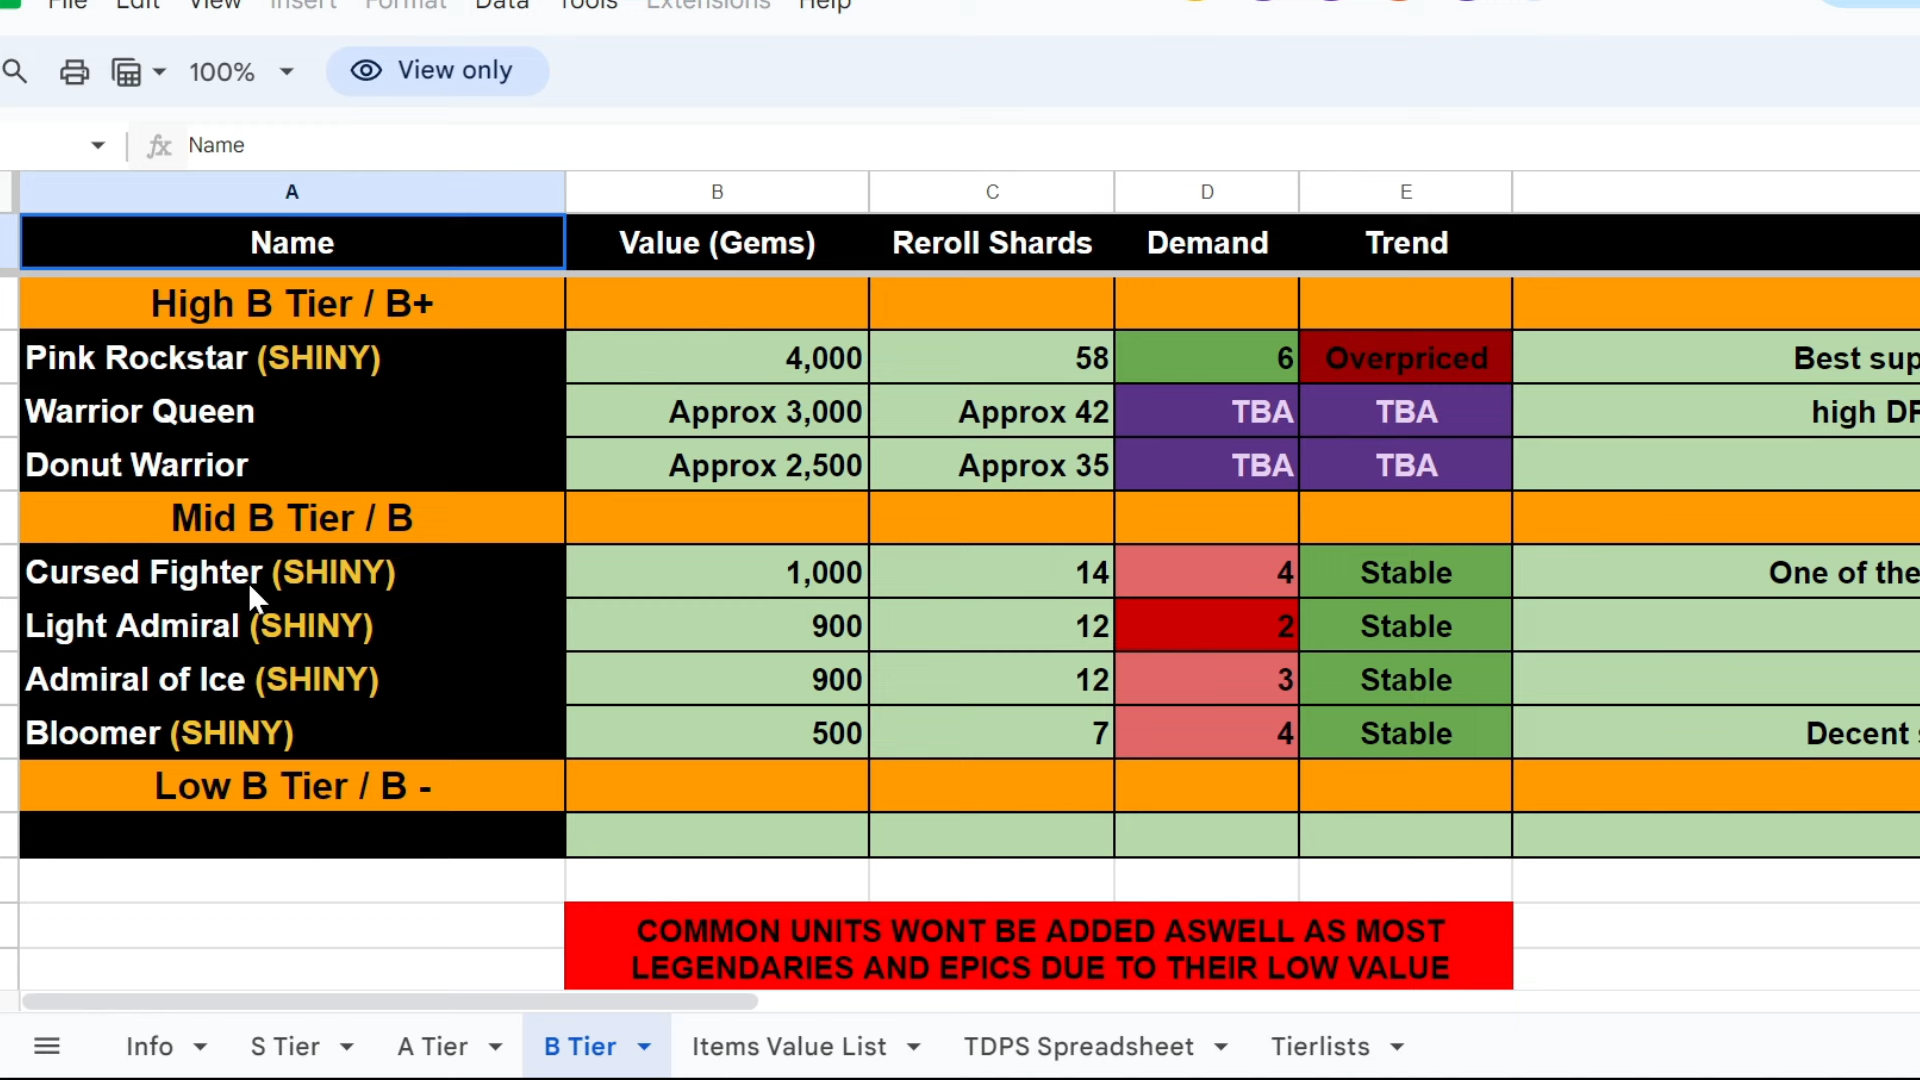 File Edit View Insert Format Data Tools Extensions Help
100% View only
fx Name
A B C D E
Name Value (Gems) Reroll Shards Demand Trend
High B Tier / B+
Pink Rockstar (SHINY) 4,000 58 6 Overpriced Best sup
Warrior Queen Approx 3,000 Approx 42 TBA TBA high
Donut Warrior Approx 2,500 Approx 35 TBA TBA
Mid B Tier / B
Cursed Fighter (SHINY) 1,000 14 4 Stable One of the
Light Admiral (SHINY) 900 12 2 Stable
Admiral of Ice (SHINY) 900 12 3 Stable
Bloomer (SHINY) 500 7 4 Stable Decent
Low B Tier / B -
COMMON UNITS WONT BE ADDED ASWELL AS MOST
LEGENDARIES AND EPICS DUE TO THEIR LOW VALUE
Info S Tier A Tier B Tier Items Value List TDPS Spreadsheet Tierlists